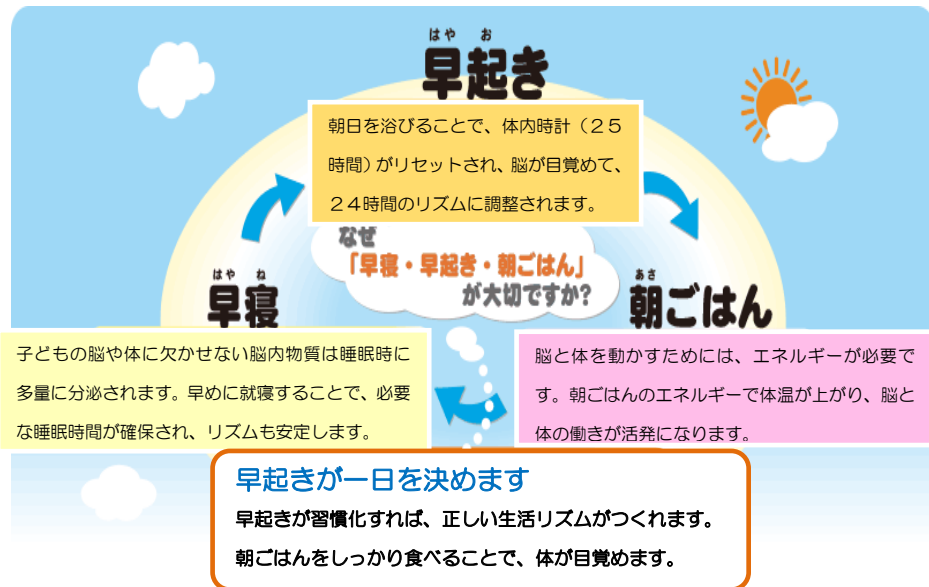 はや お
早起き
朝日を浴びることで、体内時計（２５
時間）がリセットされ、脳が目覚めて、
２４時間のリズムに調整されます。
なぜ
「早寝・早起き・朝ごはん」
が大切ですか?
はや ね
早寝
あさ
朝ごはん
子どもの脳や体に欠かせない脳内物質は睡眠時に
多量に分泌されます。早めに就寝することで、必要
な睡眠時間が確保され、リズムも安定します。
脳と体を動かすためには、エネルギーが必要で
す。朝ごはんのエネルギーで体温が上がり、脳と
体の働きが活発になります。
早起きが一日を決めます
早起きが習慣化すれば、正しい生活リズムがつくれます。
朝ごはんをしっかり食べることで、体が目覚めます。